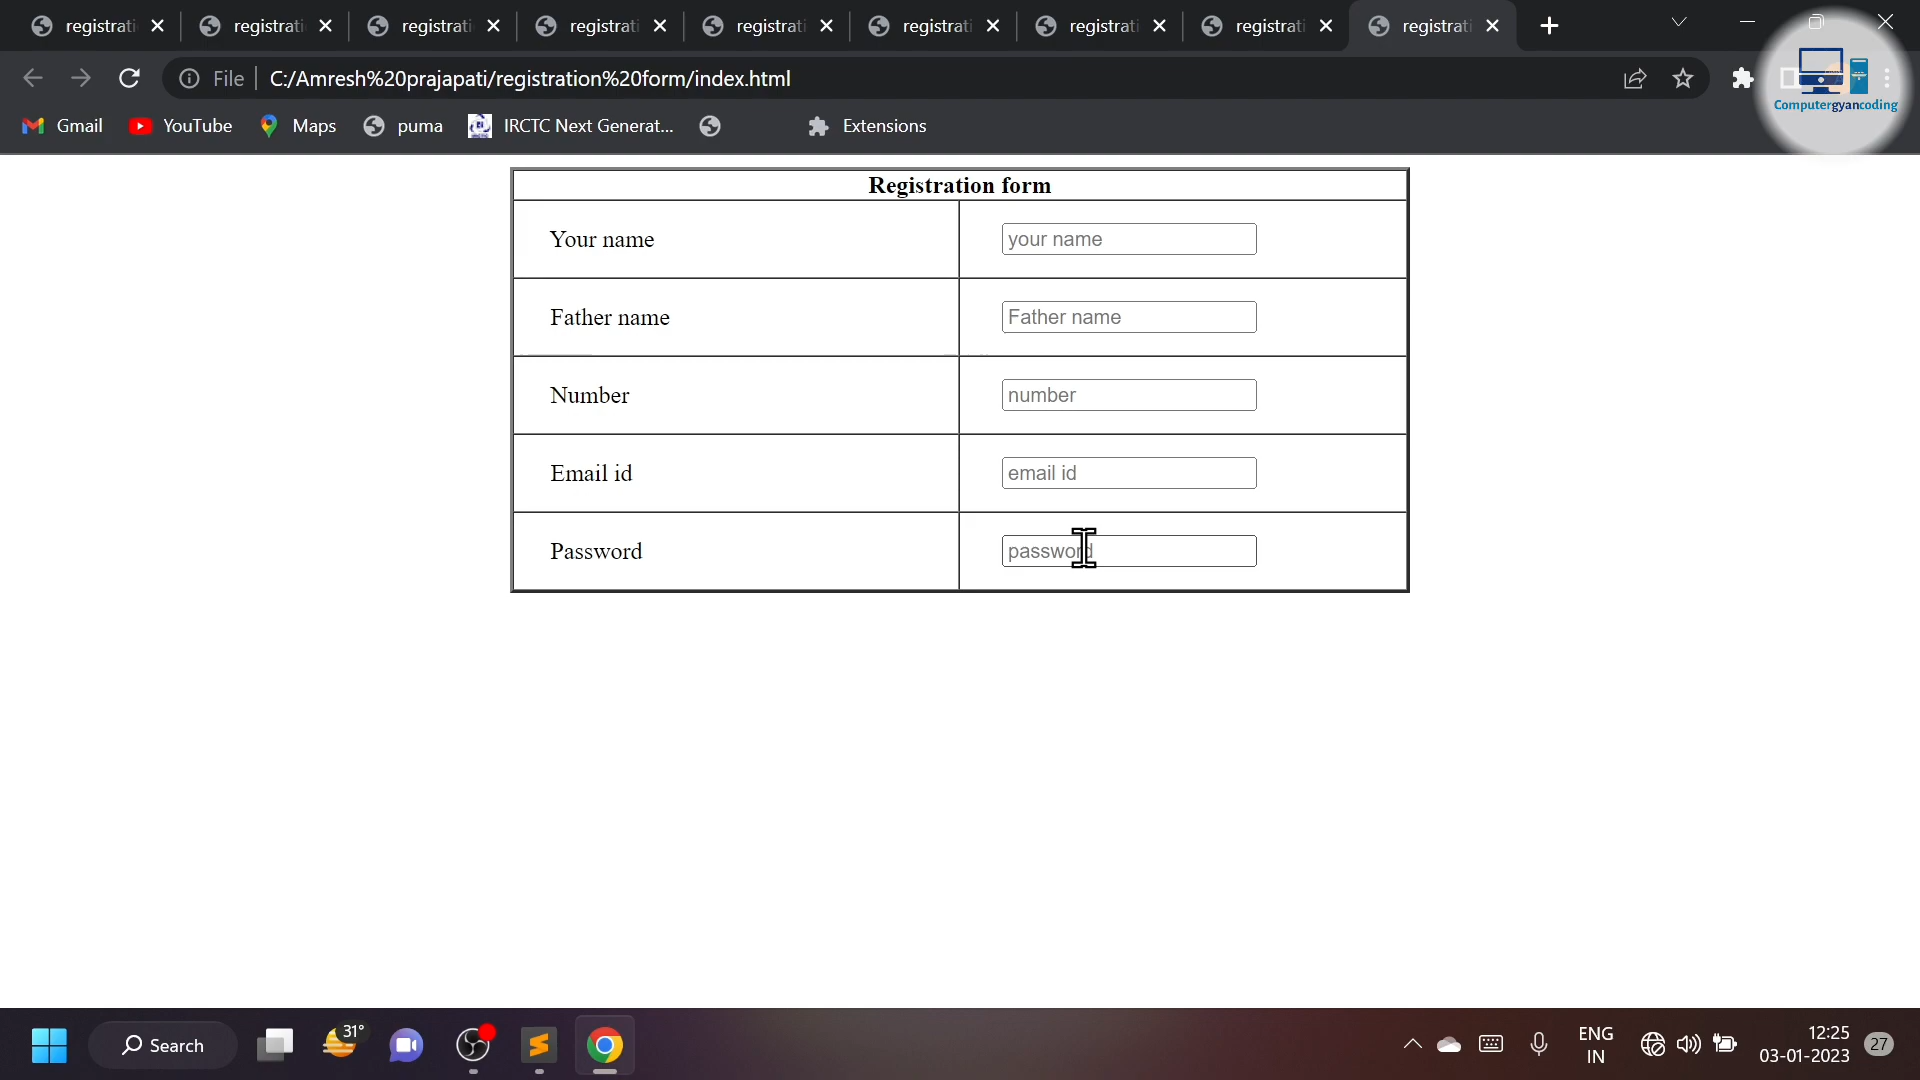 registrati registrati registrati registrati registrati registrati registrati registrati registrati
File C:/Amresh%20prajapati/registration%20form/index.html
Computergyancoding
Gmail YouTube Maps puma IRCTC Next Generat... Extensions
Registration form
Your name your name
Father name Father name
Number number
Email id email id
Password password
31°
Search
ENG
IN
12:25
03-01-2023
27